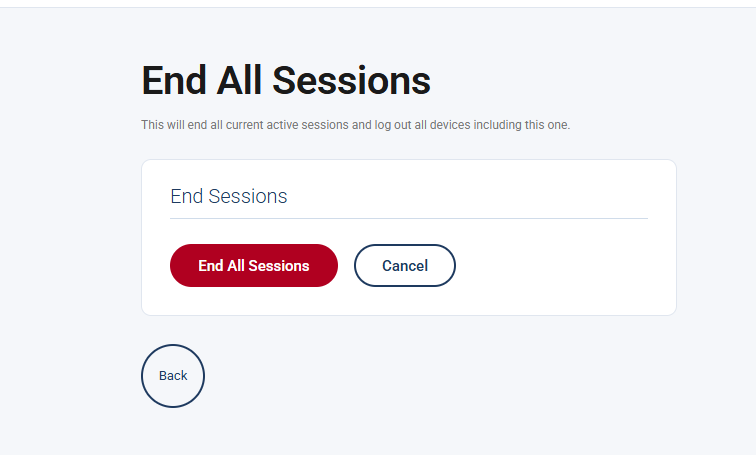 End All Sessions
This will end all current active sessions and log out all devices including this one.
End Sessions
End All Sessions
Cancel
Back